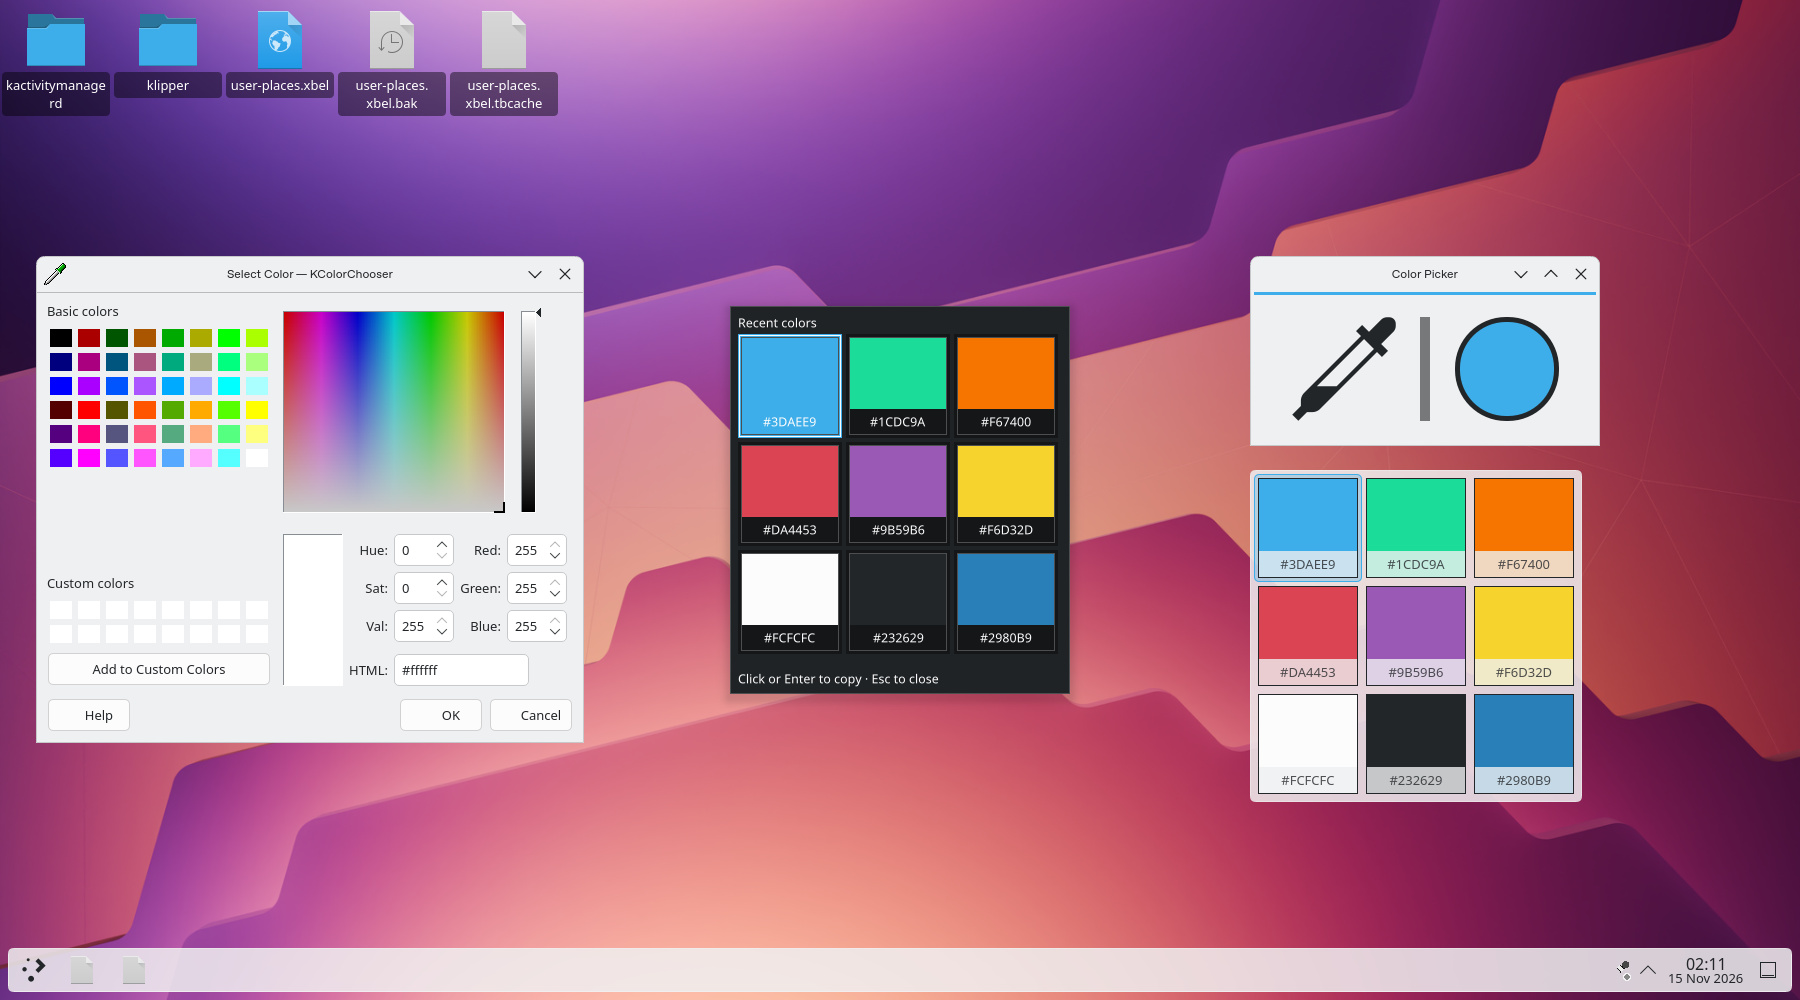 kactivitymanage
rd
klipper
user-places.xbel
user-places.
xbel.bak
user-places.
xbel.tbcache
Select Color — KColorChooser
Basic colors
Custom colors
Add to Custom Colors
Hue: 0
Red: 255
Sat: 0
Green: 255
Val: 255
Blue: 255
HTML: #ffffff
Help
OK
Cancel
Recent colors
#3DAEE9
#1CDC9A
#F67400
#DA4453
#9B59B6
#F6D32D
#FCFCFC
#232629
#2980B9
Click or Enter to copy · Esc to close
Color Picker
#3DAEE9
#1CDC9A
#F67400
#DA4453
#9B59B6
#F6D32D
#FCFCFC
#232629
#2980B9
02:11
15 Nov 2026